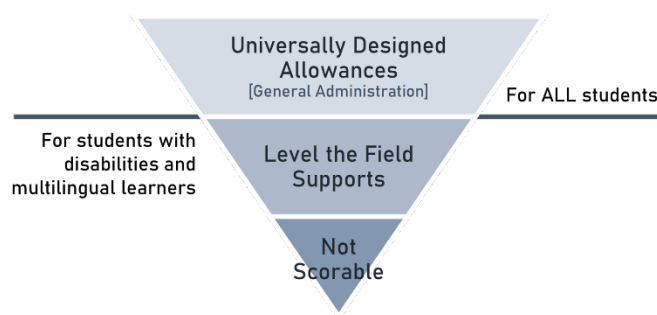 Universally Designed
Allowances
[General Administration]
For ALL students
For students with
disabilities and
multilingual learners
Level the Field
Supports
Not
Scorable